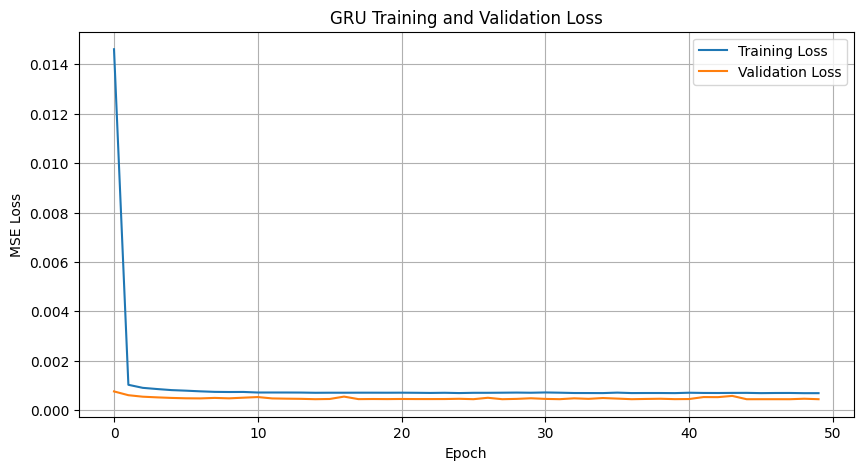 GRU Training and Validation Loss
Training Loss
Validation Loss
MSE Loss
0.014
0.012
0.010
0.008
0.006
0.004
0.002
0.000
0 10 20 30 40 50
Epoch